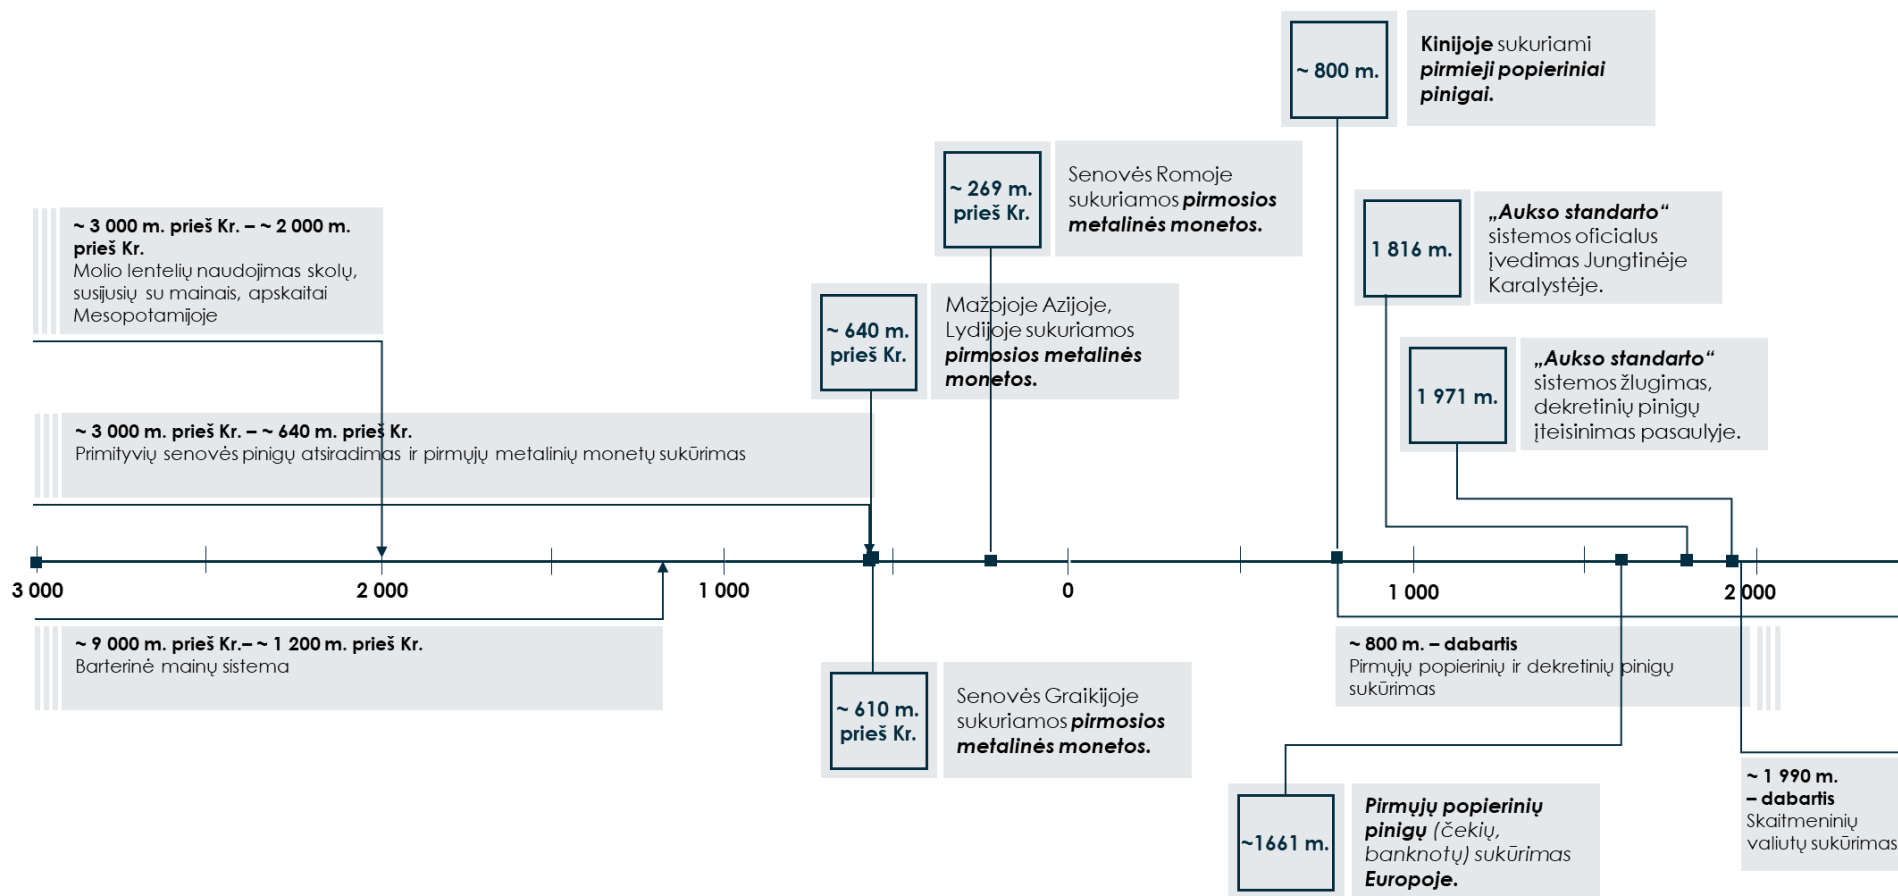 ~ 800 m.
Kinijoje sukuriami
pirmieji popieriniai
pinigai.
~ 269 m.
prieš Kr.
Senovės Romoje
sukuriamos pirmosios
metalinės monetos.
~ 3 000 m. prieš Kr. – ~ 2 000 m.
prieš Kr.
Molio lentelių naudojimas skolų,
susijusių su mainais, apskaitai
Mesopotamijoje
1 816 m.
„Aukso standarto“
sistemos oficialus
įvedimas Jungtinėje
Karalystėje.
~ 640 m.
prieš Kr.
Mažojoje Azijoje,
Lydijoje sukuriamos
pirmosios metalinės
monetos.
1 971 m.
„Aukso standarto“
sistemos žlugimas,
dekretinių pinigų
įteisinimas pasaulyje.
~ 3 000 m. prieš Kr. – ~ 640 m. prieš Kr.
Primityvių senovės pinigų atsiradimas ir pirmųjų metalinių monetų sukūrimas
3 000
2 000
1 000
0
1 000
2 000
~ 9 000 m. prieš Kr.– ~ 1 200 m. prieš Kr.
Barterinė mainų sistema
~ 800 m. – dabartis
Pirmųjų popierinių ir dekretinių pinigų
sukūrimas
~ 610 m.
prieš Kr.
Senovės Graikijoje
sukuriamos pirmosios
metalinės monetos.
~ 1 990 m.
– dabartis
Skaitmeninių
valiutų sukūrimas
~1661 m.
Pirmųjų popierinių
pinigų (čekių,
banknotų) sukūrimas
Europoje.